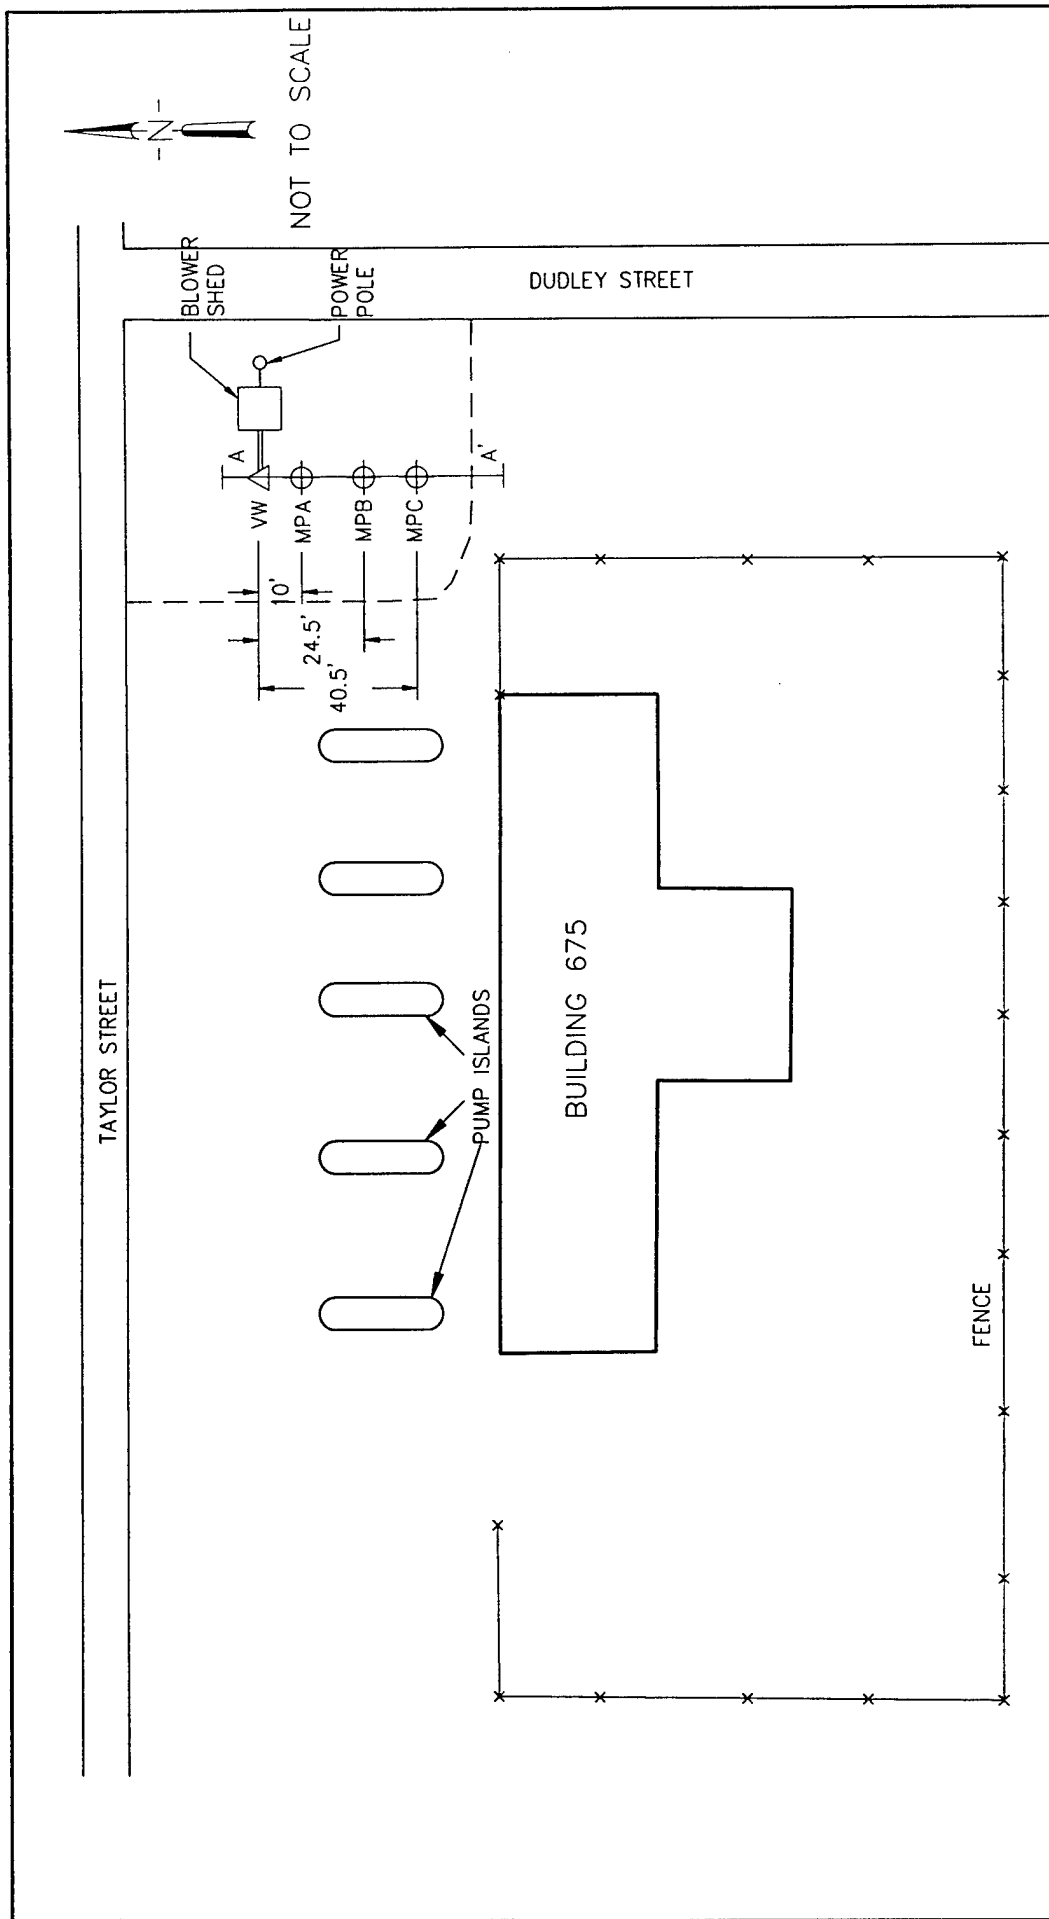 -N-
NOT TO SCALE
TAYLOR STREET
DUDLEY STREET
BLOWER
SHED
POWER
POLE
A
A'
VW
MPA
MPB
MPC
10'
24.5'
40.5'
PUMP ISLANDS
BUILDING 675
FENCE